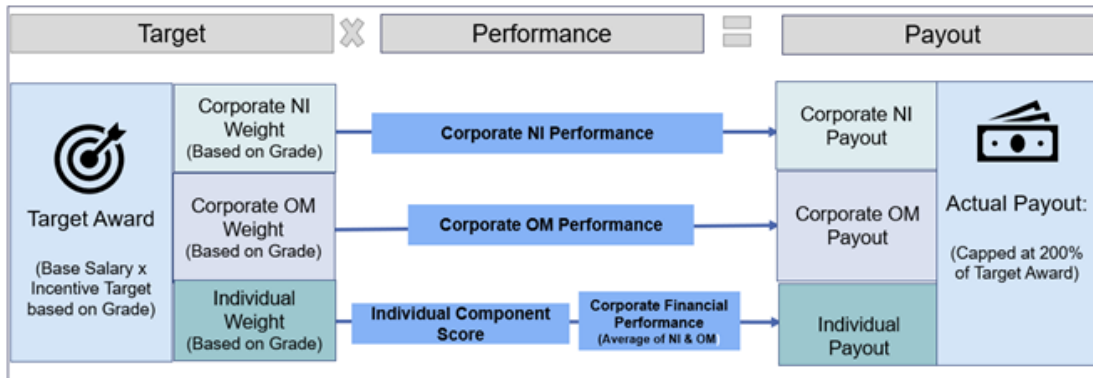 Target
Performance
Payout
Target Award
(Base Salary x
Incentive Target
based on Grade)
Corporate NI
Weight
(Based on Grade)
Corporate NI Performance
Corporate NI
Payout
Corporate OM
Weight
(Based on Grade)
Corporate OM Performance
Corporate OM
Payout
Individual
Weight
(Based on Grade)
Individual Component
Score
Corporate Financial
Performance
(Average of NI & OM)
Individual
Payout
Actual Payout:
(Capped at 200%
of Target Award)